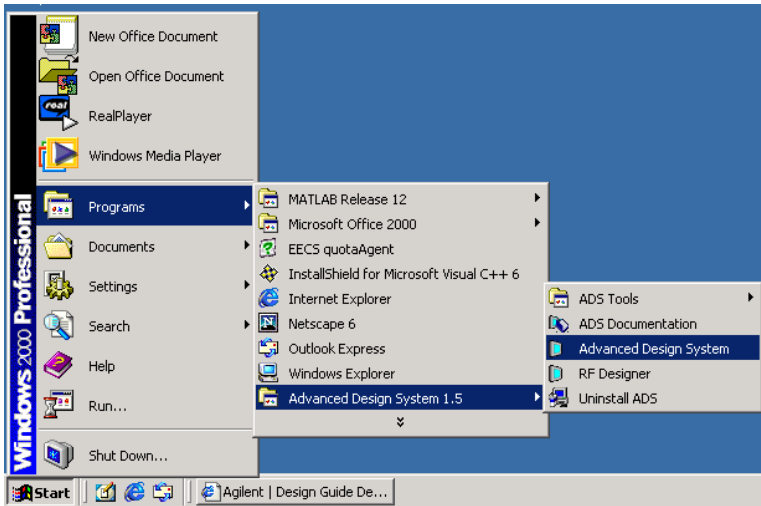 New Office Document
Open Office Document
real
RealPlayer
Windows Media Player
Programs
Documents
Settings
Search
Help
Run...
Shut Down...
Windows 2000 Professional
MATLAB Release 12
Microsoft Office 2000
EECS quotaAgent
InstallShield for Microsoft Visual C++ 6
Internet Explorer
Netscape 6
Outlook Express
Windows Explorer
Advanced Design System 1.5
ADS Tools
ADS Documentation
Advanced Design System
RF Designer
Uninstall ADS
Start
Agilent | Design Guide De...